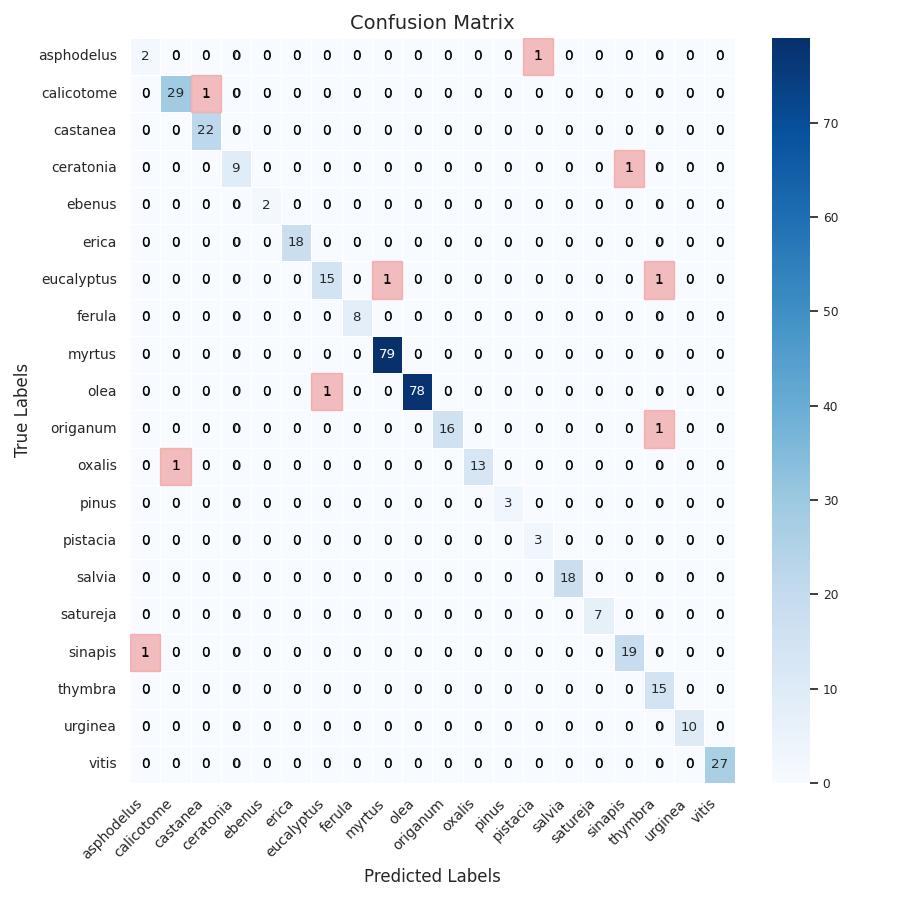 Confusion Matrix
asphodelus 2 0 0 0 0 0 0 0 0 0 0 0 0 1 0 0 0 0 0 0
calicotome 0 29 1 0 0 0 0 0 0 0 0 0 0 0 0 0 0 0 0 0
castanea 0 0 22 0 0 0 0 0 0 0 0 0 0 0 0 0 0 0 0 0
ceratonia 0 0 0 9 0 0 0 0 0 0 0 0 0 0 0 0 1 0 0 0
ebenus 0 0 0 0 2 0 0 0 0 0 0 0 0 0 0 0 0 0 0 0
erica 0 0 0 0 0 18 0 0 0 0 0 0 0 0 0 0 0 0 0 0
eucalyptus 0 0 0 0 0 0 15 0 1 0 0 0 0 0 0 0 0 1 0 0
ferula 0 0 0 0 0 0 0 8 0 0 0 0 0 0 0 0 0 0 0 0
myrtus 0 0 0 0 0 0 0 0 79 0 0 0 0 0 0 0 0 0 0 0
olea 0 0 0 0 0 0 1 0 0 78 0 0 0 0 0 0 0 0 0 0
origanum 0 0 0 0 0 0 0 0 0 0 16 0 0 0 0 0 0 1 0 0
oxalis 0 1 0 0 0 0 0 0 0 0 0 13 0 0 0 0 0 0 0 0
pinus 0 0 0 0 0 0 0 0 0 0 0 0 3 0 0 0 0 0 0 0
pistacia 0 0 0 0 0 0 0 0 0 0 0 0 0 3 0 0 0 0 0 0
salvia 0 0 0 0 0 0 0 0 0 0 0 0 0 0 18 0 0 0 0 0
satureja 0 0 0 0 0 0 0 0 0 0 0 0 0 0 0 7 0 0 0 0
sinapis 1 0 0 0 0 0 0 0 0 0 0 0 0 0 0 0 19 0 0 0
thymbra 0 0 0 0 0 0 0 0 0 0 0 0 0 0 0 0 0 15 0 0
urginea 0 0 0 0 0 0 0 0 0 0 0 0 0 0 0 0 0 0 10 0
vitis 0 0 0 0 0 0 0 0 0 0 0 0 0 0 0 0 0 0 0 27
asphodelus calicotome castanea ceratonia ebenus erica eucalyptus ferula myrtus olea origanum oxalis pinus pistacia salvia satureja sinapis thymbra urginea vitis
Predicted Labels
True Labels
70
60
50
40
30
20
10
0